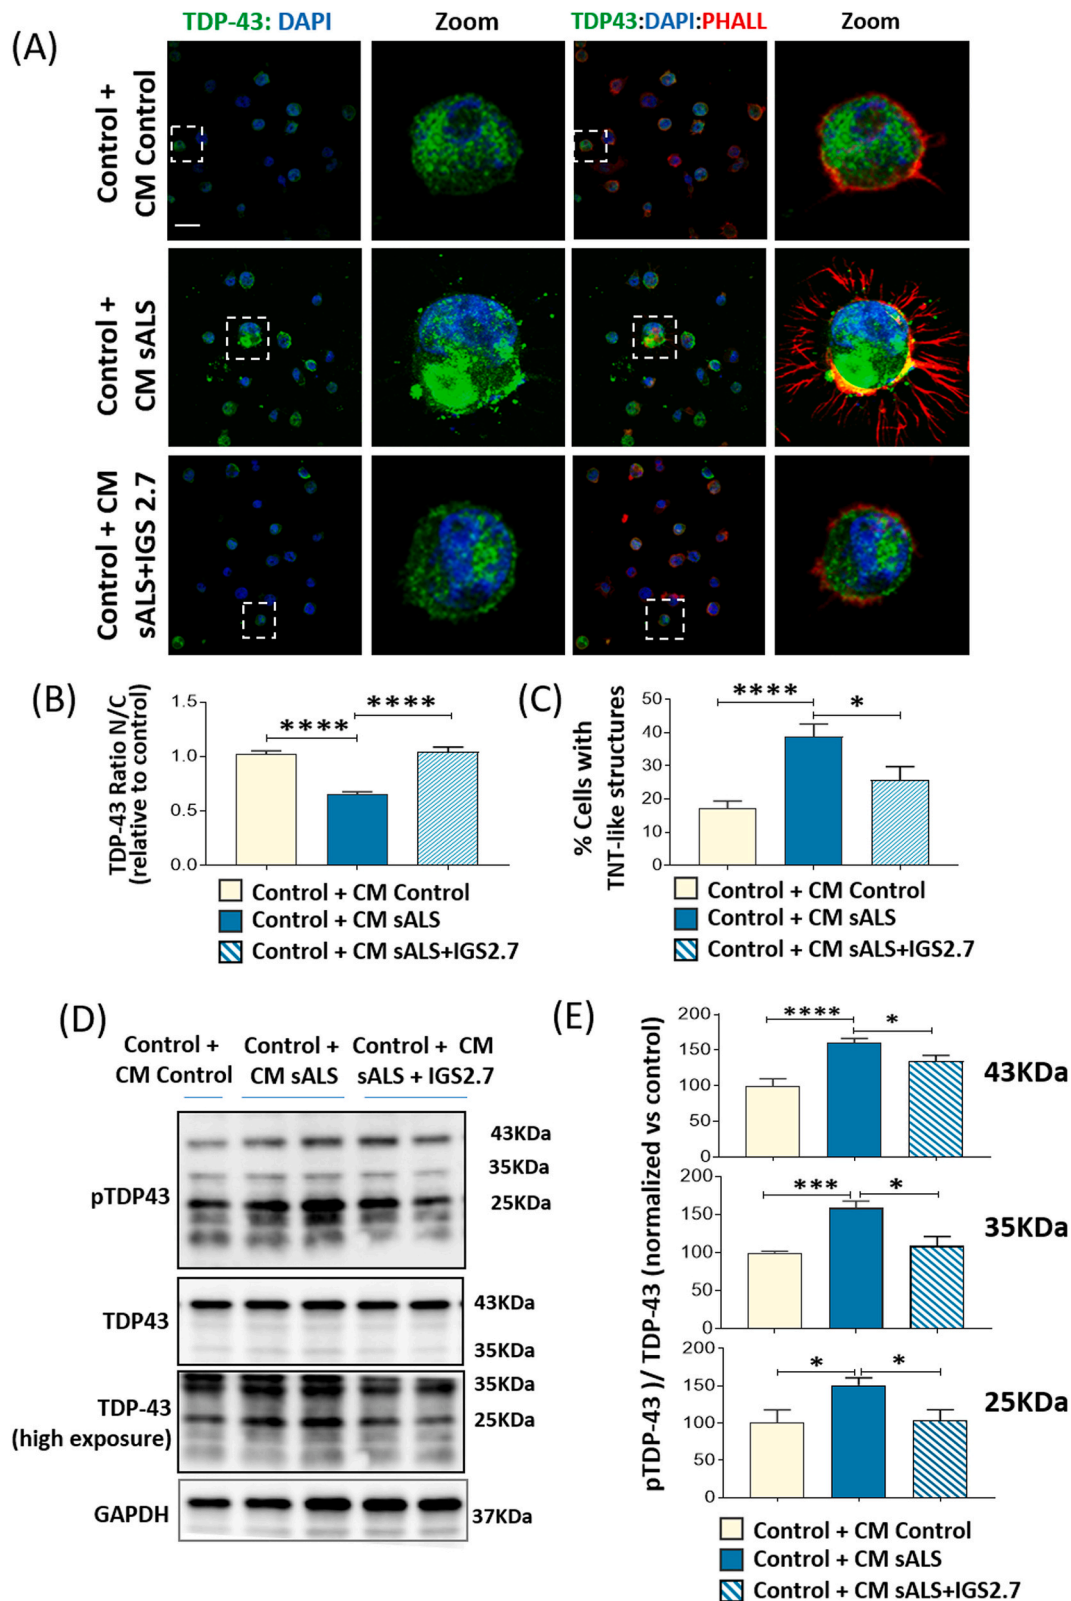 (A)
TDP-43: DAPI
Zoom
TDP43:DAPI:PHALL
Zoom
Control +
CM Control
Control +
CM sALS
Control + CM
sALS+IGS 2.7
(B)
TDP-43 Ratio N/C
(relative to control)
1.5
1.0
0.5
0.0
****
****
Control + CM Control
Control + CM sALS
Control + CM sALS+IGS2.7
(C)
% Cells with
TNT-like structures
50
40
30
20
10
0
****
*
Control + CM Control
Control + CM sALS
Control + CM sALS+IGS2.7
(D)
Control +
CM Control
Control +
CM sALS
Control + CM
sALS + IGS2.7
pTDP43
43KDa
35KDa
25KDa
TDP43
43KDa
35KDa
TDP-43
(high exposure)
35KDa
25KDa
GAPDH
37KDa
(E)
pTDP-43 )/ TDP-43 (normalized vs control)
200
150
100
50
0
****
*
43KDa
200
150
100
50
0
***
*
35KDa
200
150
100
50
0
*
*
25KDa
Control + CM Control
Control + CM sALS
Control + CM sALS+IGS2.7